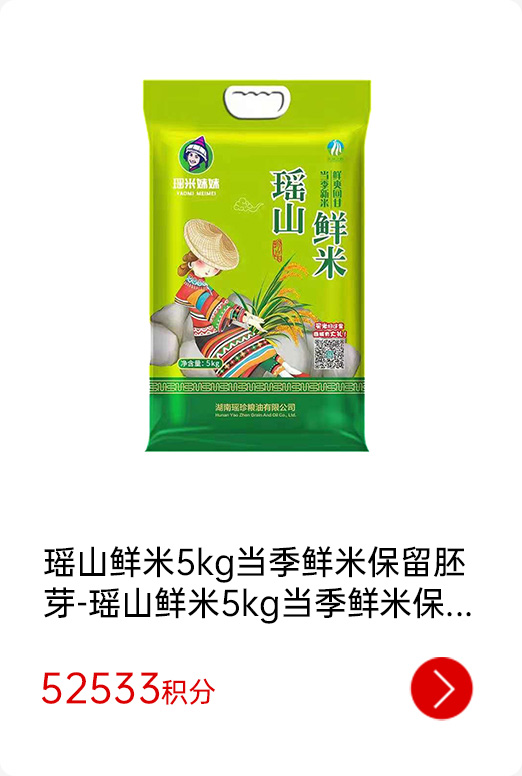 瑶米妹妹
YAOMI MEIMEI
瑶山
鲜米
鲜爽回甘
当季新米
净含量：5kg
湖南瑶珍粮油有限公司
Hunan Yao Zhen Grain And Oil Co., Ltd.
瑶山鲜米5kg当季鲜米保留胚
芽-瑶山鲜米5kg当季鲜米保...
52533积分